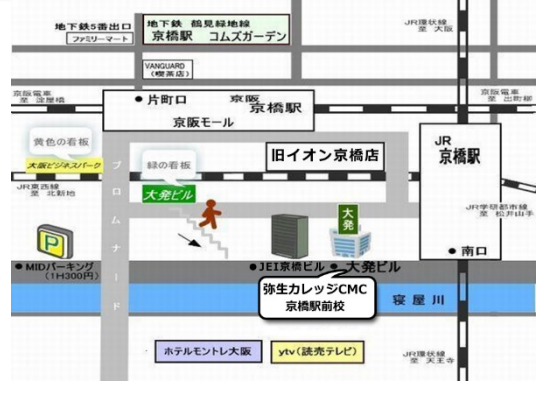 地下鉄5番出口
ファミリーマート
地下鉄 鶴見緑地線
京橋駅 コムズガーデン
JR環状線
至 大阪
VANGUARD
(喫茶店)
京阪電車
至 淀屋橋
片町口
京阪
京橋駅
京阪モール
京阪電車
至 出町柳
黄色の看板
大阪ビジネスパーク
緑の看板
大発ビル
旧イオン京橋店
JR
京橋駅
JR東西線
至 北新地
プロムナード
大発
JR学研都市線
至 松井山手
P
MIDパーキング
(1H300円)
JEI京橋ビル
大発ビル
南口
弥生カレッジCMC
京橋駅前校
寝屋川
ホテルモントレ大阪
ytv(読売テレビ)
JR環状線
至 天王寺